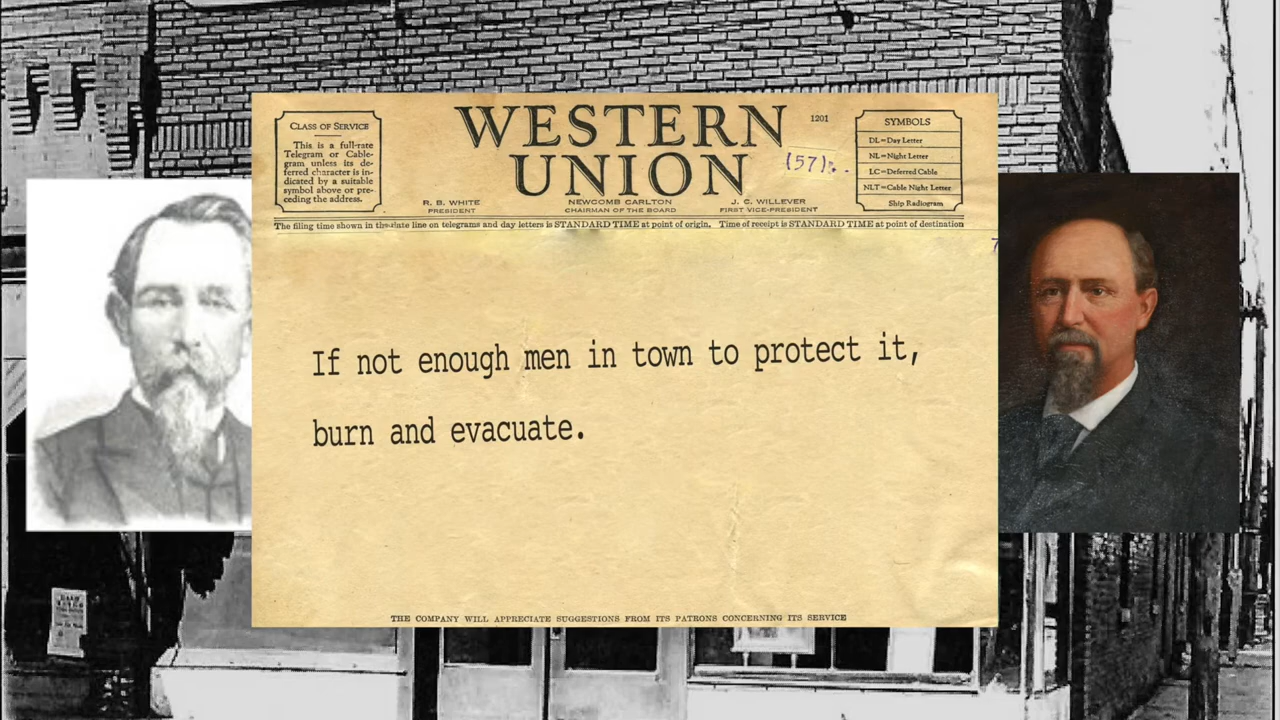 WESTERN
UNION
1201
(57)
CLASS OF SERVICE
This is a full-rate
Telegram or Cable-
gram unless its de-
ferred character is in-
dicated by a suitable
symbol above or pre-
ceding the address.
SYMBOLS
DL=Day Letter
NL=Night Letter
LC=Deferred Cable
NLT=Cable Night Letter
Ship Radiogram
R. B. WHITE
PRESIDENT
NEWCOMB CARLTON
CHAIRMAN OF THE BOARD
J. C. WILLEVER
FIRST VICE-PRESIDENT
The filing time shown in the date line on telegrams and day letters is STANDARD TIME at point of origin. Time of receipt is STANDARD TIME at point of destination
If not enough men in town to protect it,
burn and evacuate.
THE COMPANY WILL APPRECIATE SUGGESTIONS FROM ITS PATRONS CONCERNING ITS SERVICE